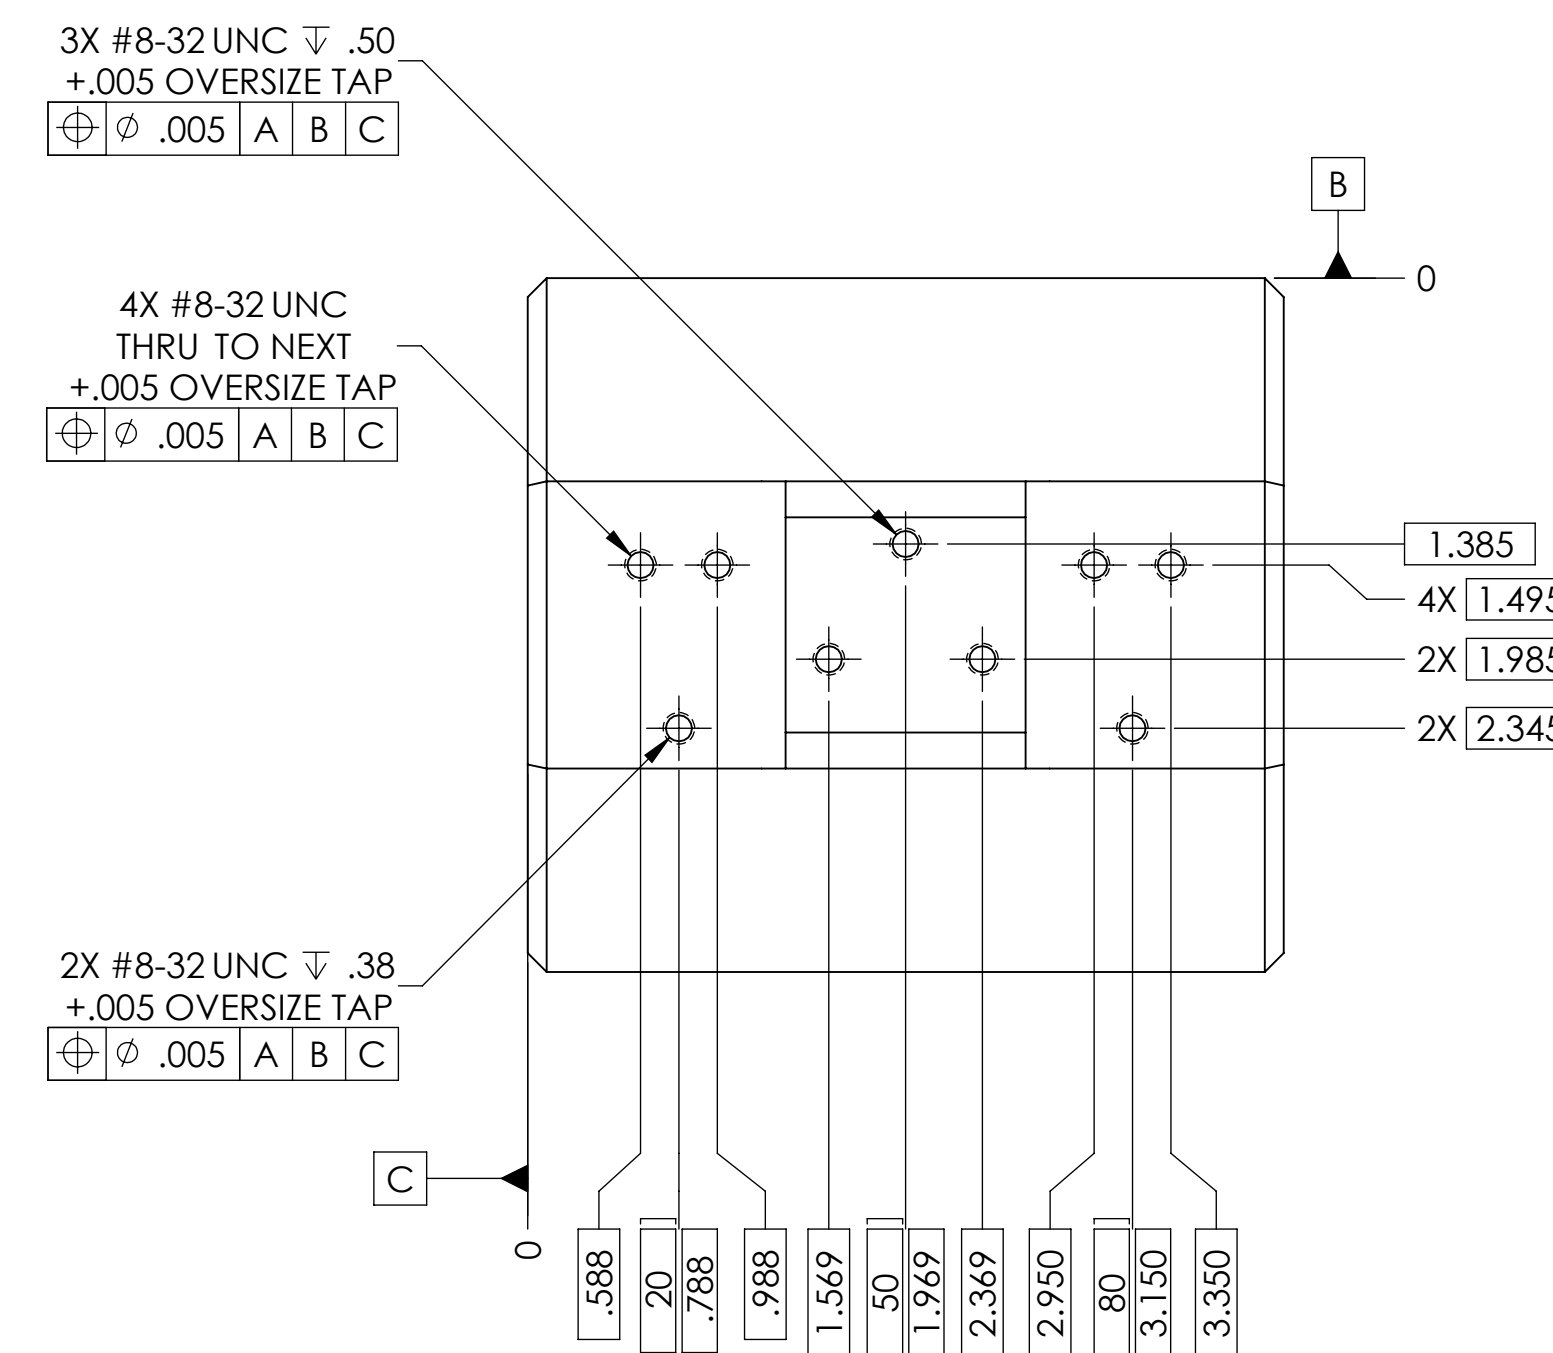 3X #8-32 UNC ↧ .50
+.005 OVERSIZE TAP
⌖ ⌀ .005 A B C
B
0
4X #8-32 UNC
THRU TO NEXT
+.005 OVERSIZE TAP
⌖ ⌀ .005 A B C
1.385
4X 1.495
2X 1.985
2X 2.345
2X #8-32 UNC ↧ .38
+.005 OVERSIZE TAP
⌖ ⌀ .005 A B C
C
0
.588
20
.788
.988
1.569
50
1.969
2.369
2.950
80
3.150
3.350